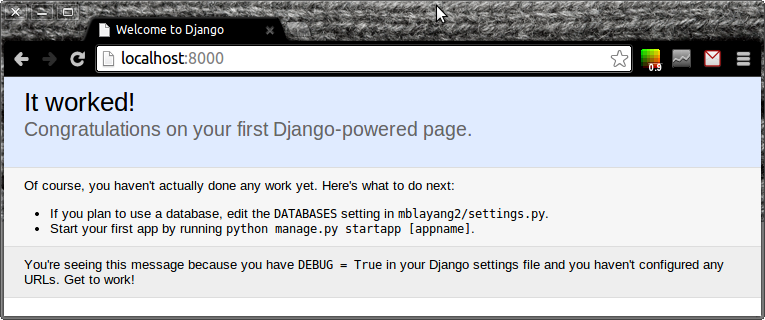 Welcome to Django
localhost:8000
0.9
It worked!
Congratulations on your first Django-powered page.
Of course, you haven't actually done any work yet. Here's what to do next:
If you plan to use a database, edit the DATABASES setting in mblayang2/settings.py.
Start your first app by running python manage.py startapp [appname].
You're seeing this message because you have DEBUG = True in your Django settings file and you haven't configured any
URLs. Get to work!